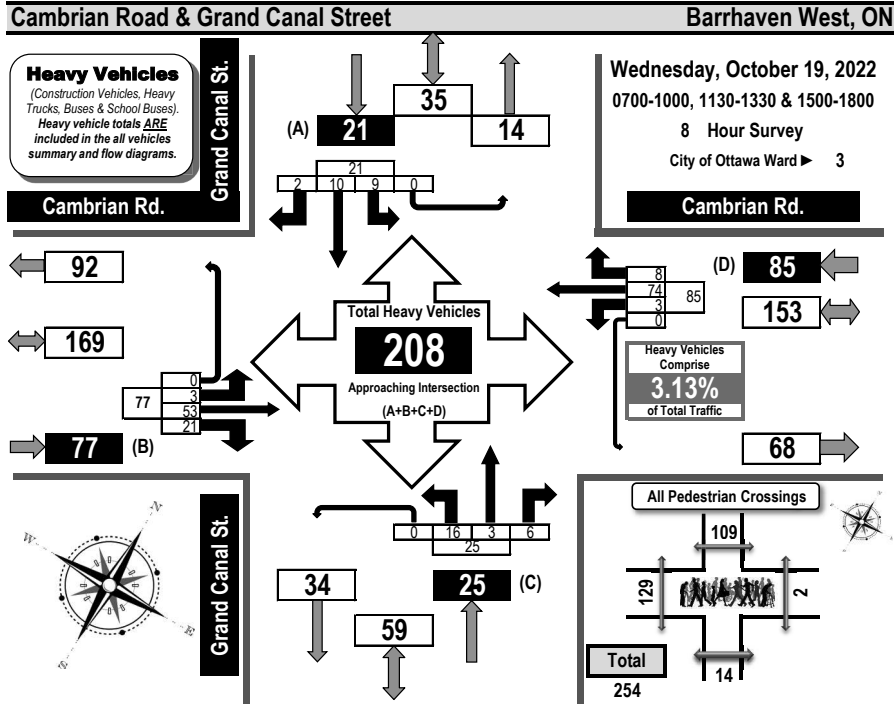 Cambrian Road & Grand Canal Street Barrhaven West, ON
Heavy Vehicles
(Construction Vehicles, Heavy
Trucks, Buses & School Buses).
Heavy vehicle totals ARE
included in the all vehicles
summary and flow diagrams.
Grand Canal St.
Cambrian Rd.
35
(A) 21
14
21
2 10 9 0
Wednesday, October 19, 2022
0700-1000, 1130-1330 & 1500-1800
8 Hour Survey
City of Ottawa Ward ► 3
Cambrian Rd.
92
169
77
0
3
53
21
77 (B)
Total Heavy Vehicles
208
Approaching Intersection
(A+B+C+D)
8
74
3
0
85
(D) 85
153
Heavy Vehicles
Comprise
3.13%
of Total Traffic
68
N
W
E
S
Grand Canal St.
0 16 3 6
25
34
25 (C)
59
All Pedestrian Crossings
109
129
2
14
Total
254